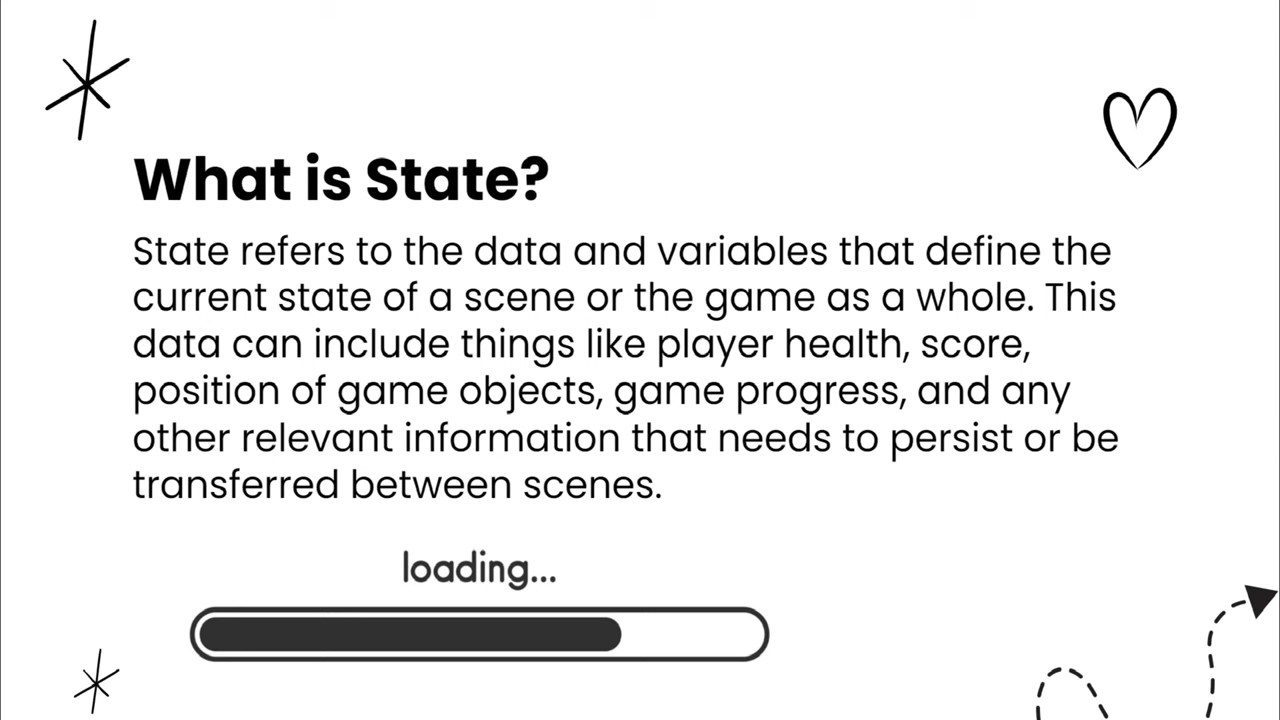 What is State?
State refers to the data and variables that define the
current state of a scene or the game as a whole. This
data can include things like player health, score,
position of game objects, game progress, and any
other relevant information that needs to persist or be
transferred between scenes.
loading...